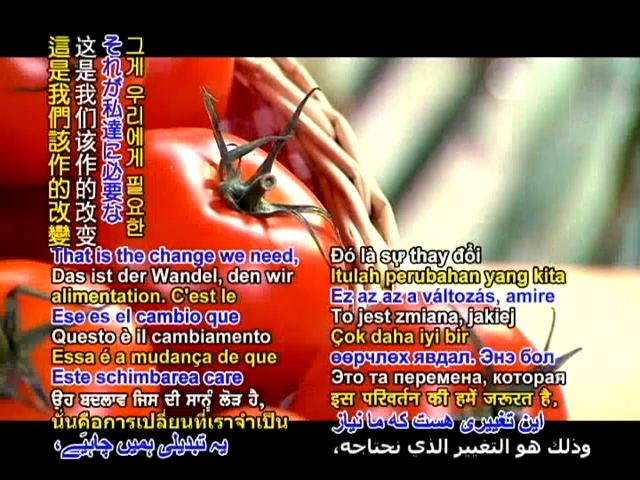 這是我們該作的改變
这是我们该作的改变
それが私達に必要な
그게 우리에게 필요한
That is the change we need,
Das ist der Wandel, den wir
alimentation. C'est le
Ese es el cambio que
Questo è il cambiamento
Essa é a mudança de que
Este schimbarea care
ਉਹ ਬਦਲਾਵ ਜਿਸ ਦੀ ਸਾਨੂੰ ਲੋੜ ਹੈ,
นั่นคือการเปลี่ยนที่เราจำเป็น
یہ تبدیلی ہمیں چاہیّے،
Đó là sự thay đổi
Itulah perubahan yang kita
Ez az az a változás, amire
To jest zmiana, jakiej
Çok daha iyi bir
өөрчлөх явдал. Энэ бол
Это та перемена, которая
इस परिवर्तन की हमें जरूरत है,
این تغییری هست که ما نیاز
وذلك هو التغيير الذي نحتاجه،